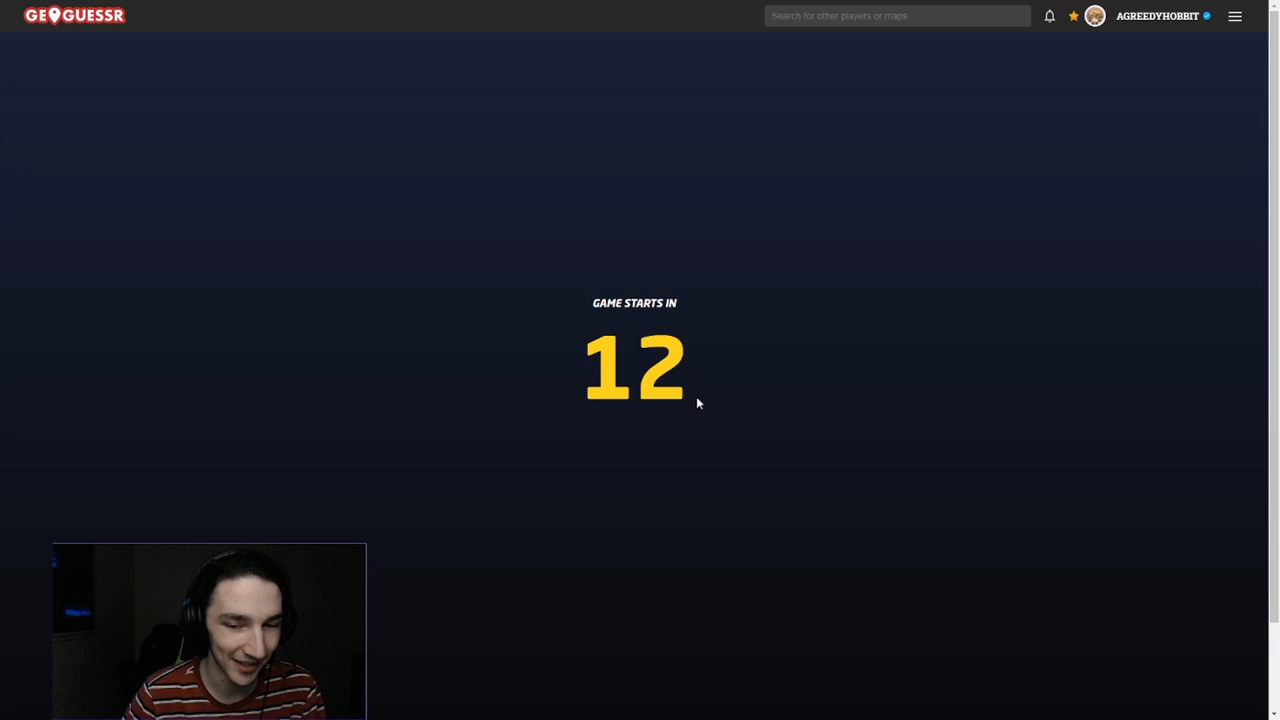 GEOGUESSR
Search for other players or maps
AGREEDYHOBBIT
GAME STARTS IN
12